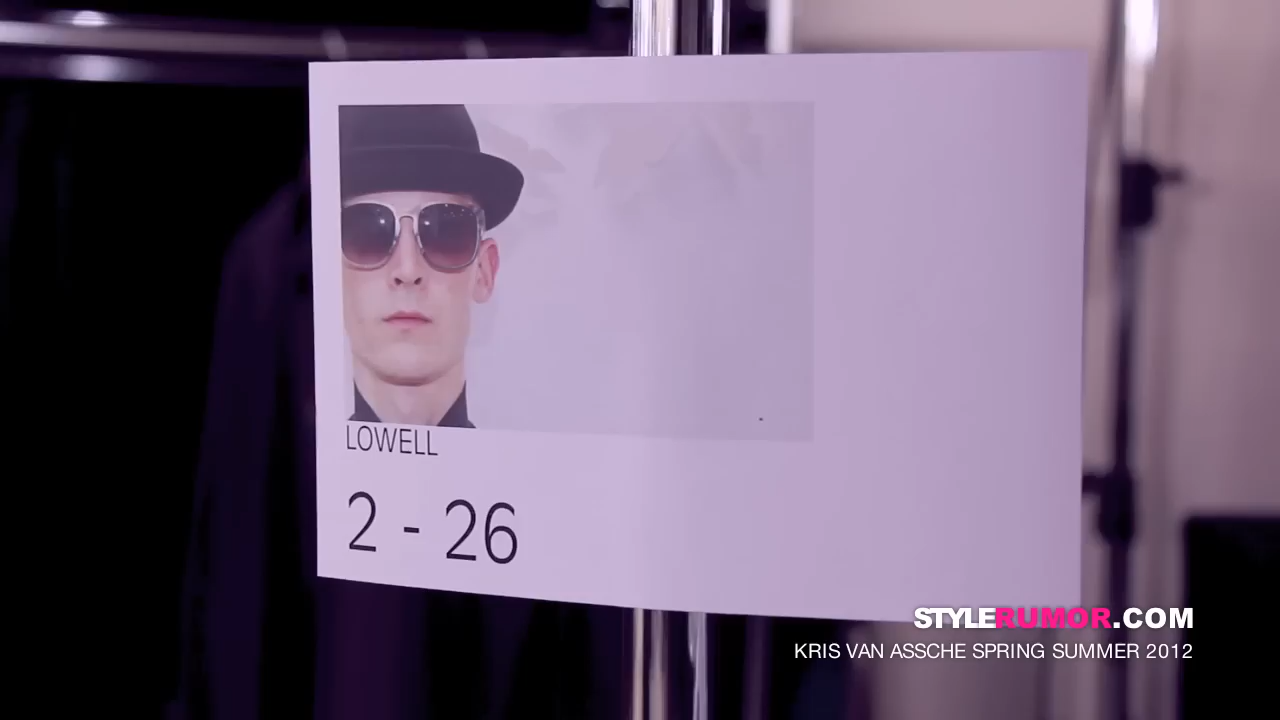 LOWELL
2 - 26
STYLERUMOR.COM
KRIS VAN ASSCHE SPRING SUMMER 2012